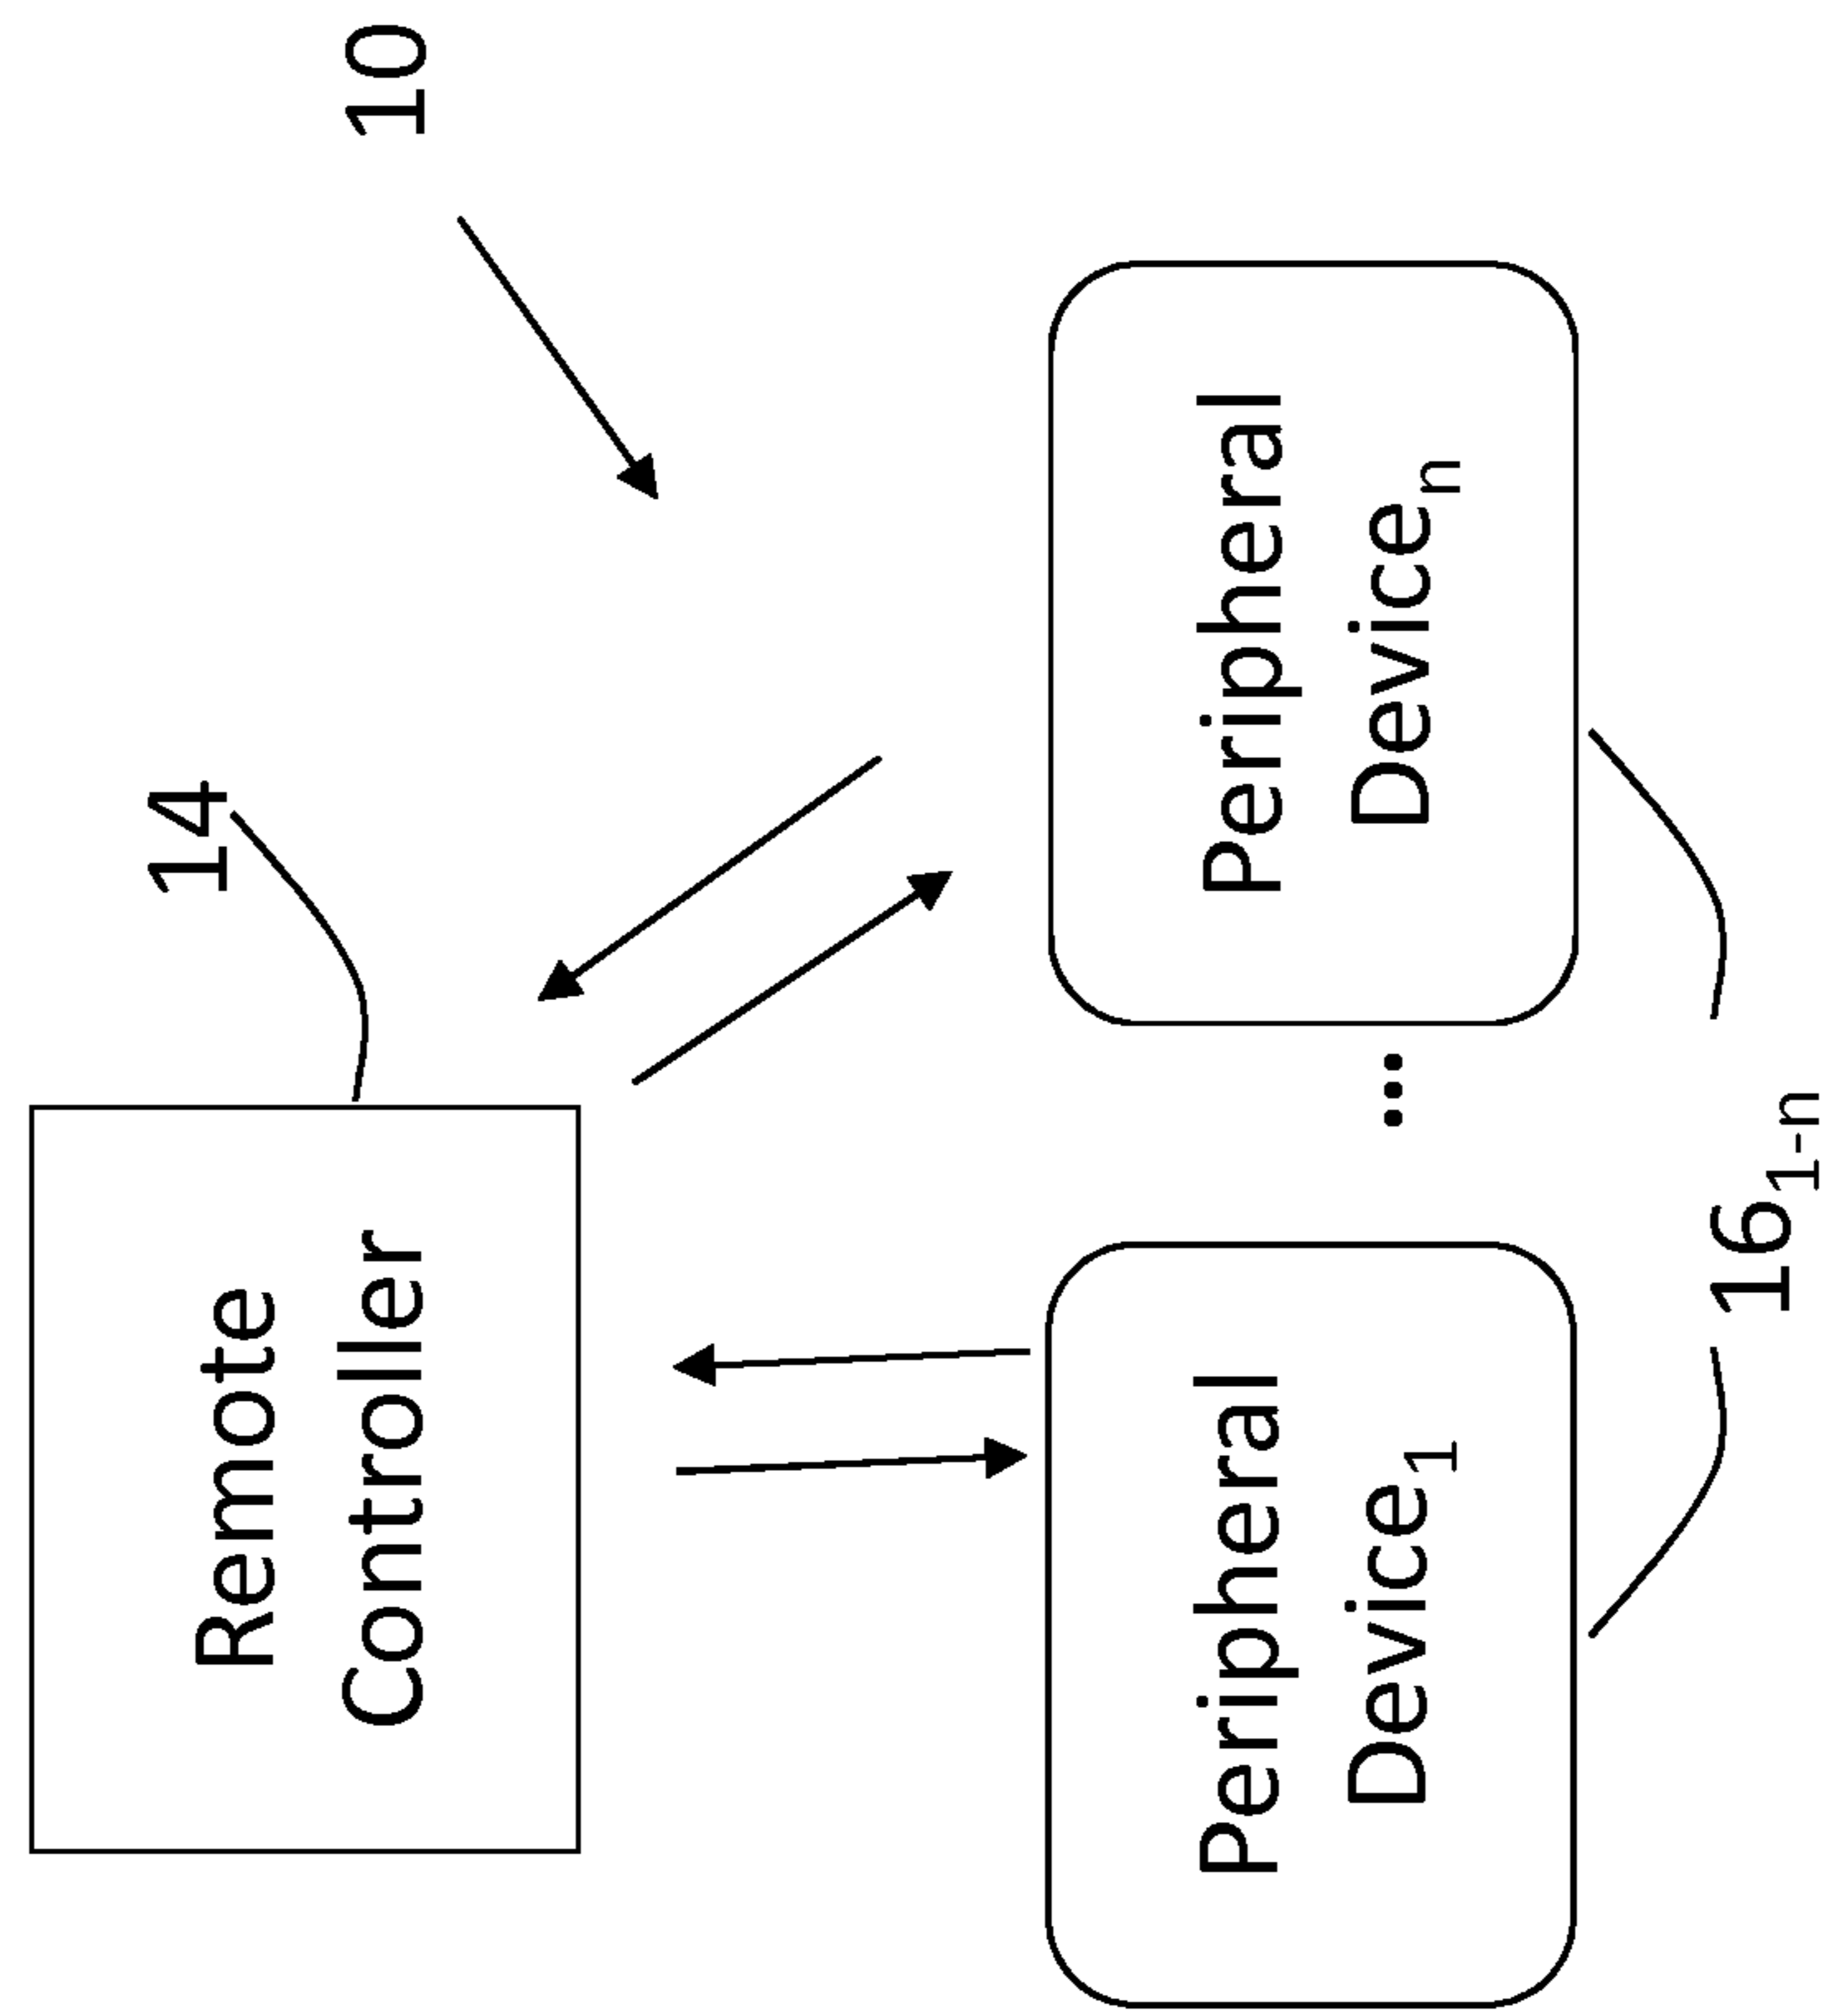 10
14
Remote
Controller
Peripheral
Device1
...
Peripheral
Devicen
161-n